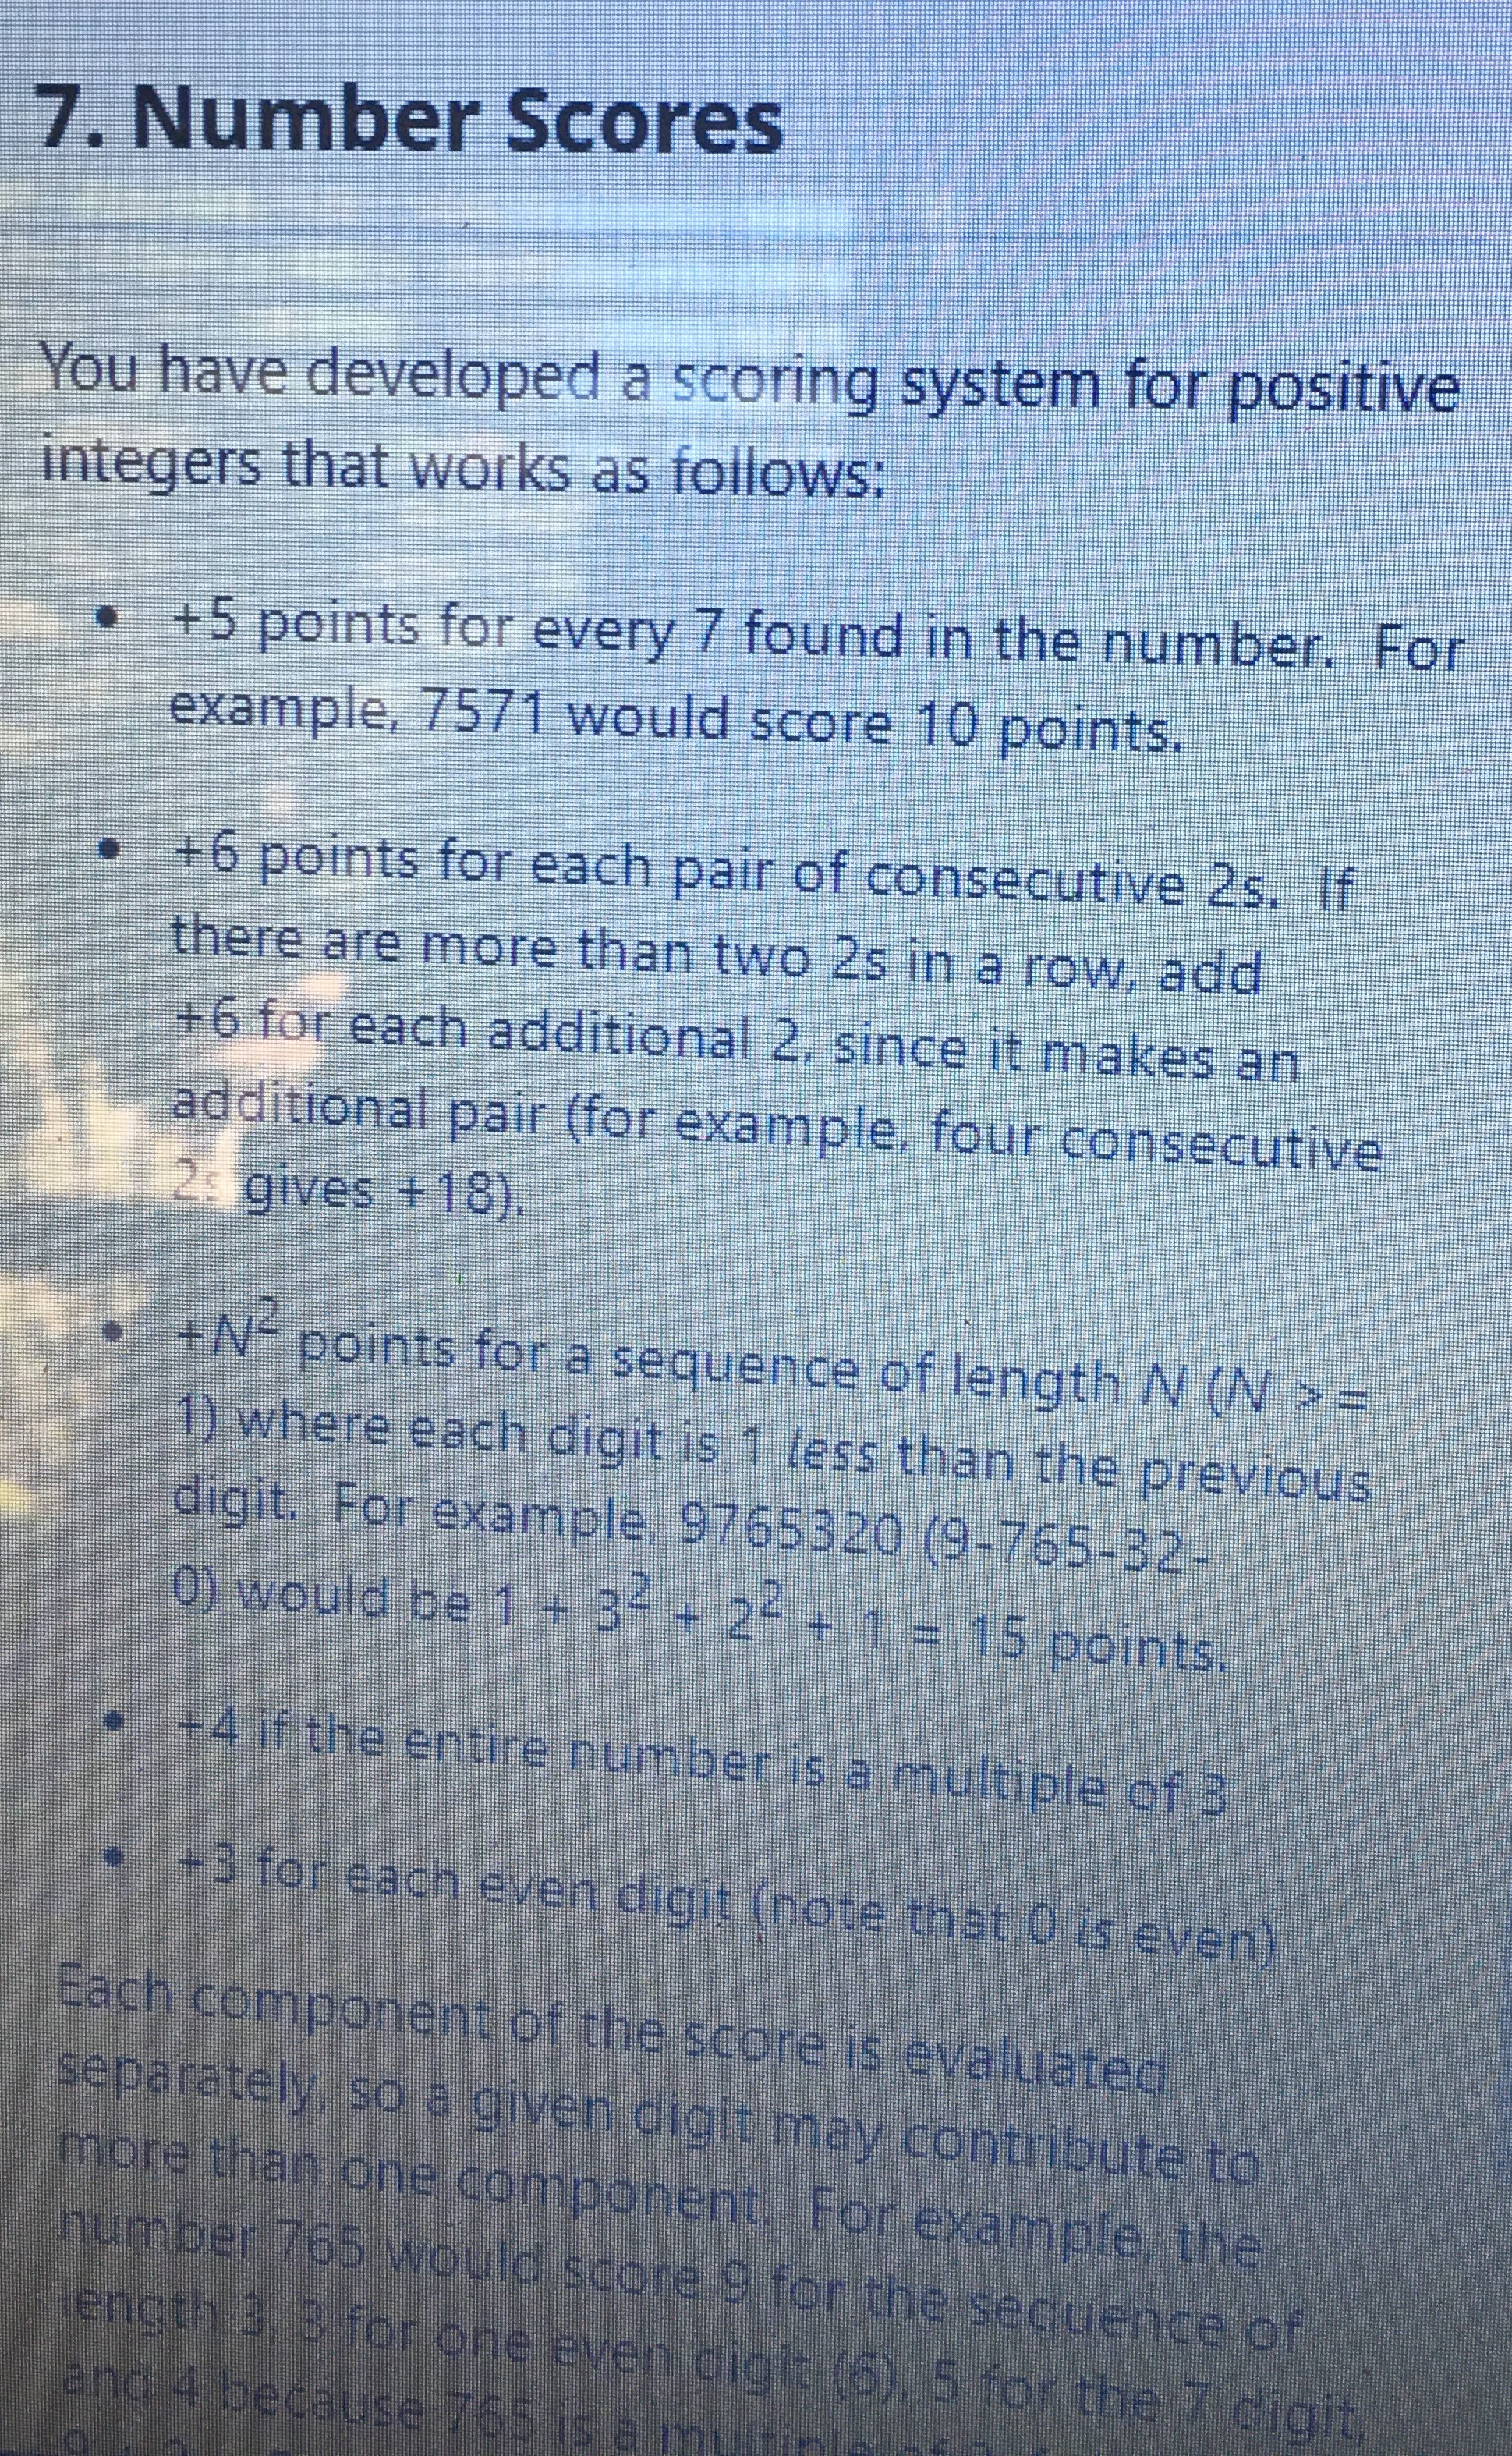 7. Number Scores
You have developed a scoring system for positive
integers that works as follows:
• +5 points for every 7 found in the number. For
example, 7571 would score 10 points.
• +6 points for each pair of consecutive 2s. If
there are more than two 2s in a row, add
+6 for each additional 2, since it makes an
additional pair (for example, four consecutive
2s gives +18).
• +N² points for a sequence of length N (N >=
1) where each digit is 1 less than the previous
digit. For example, 9765320 (9-765-32-
0) would be 1 + 3² + 2² + 1 = 15 points.
• +4 if the entire number is a multiple of 3
• +3 for each even digit (note that 0 is even)
Each component of the score is evaluated
separately, so a given digit may contribute to
more than one component. For example, the
number 765 would score 9 for the sequence of
length 3, 3 for one even digit (6), 5 for the 7 digit,
and 4 because 765 is a multiple